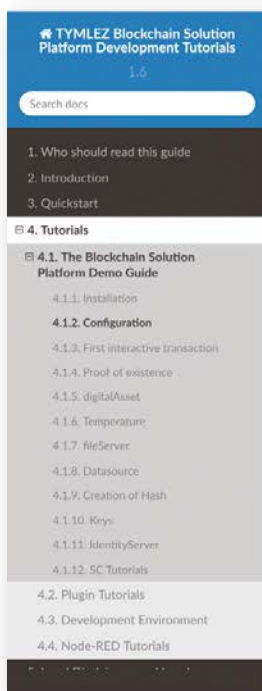 TYMLEZ Blockchain Solution
Platform Development Tutorials
1.6
Search docs
1. Who should read this guide
2. Introduction
3. Quickstart
4. Tutorials
4.1. The Blockchain Solution
Platform Demo Guide
4.1.1. Installation
4.1.2. Configuration
4.1.3. First interactive transaction
4.1.4. Proof of existence
4.1.5. digitalAsset
4.1.6. Temperature
4.1.7. fileServer
4.1.8. Datasource
4.1.9. Creation of Hash
4.1.10. Keys
4.1.11. IdentityServer
4.1.12. SC Tutorials
4.2. Plugin Tutorials
4.3. Development Environment
4.4. Node-RED Tutorials